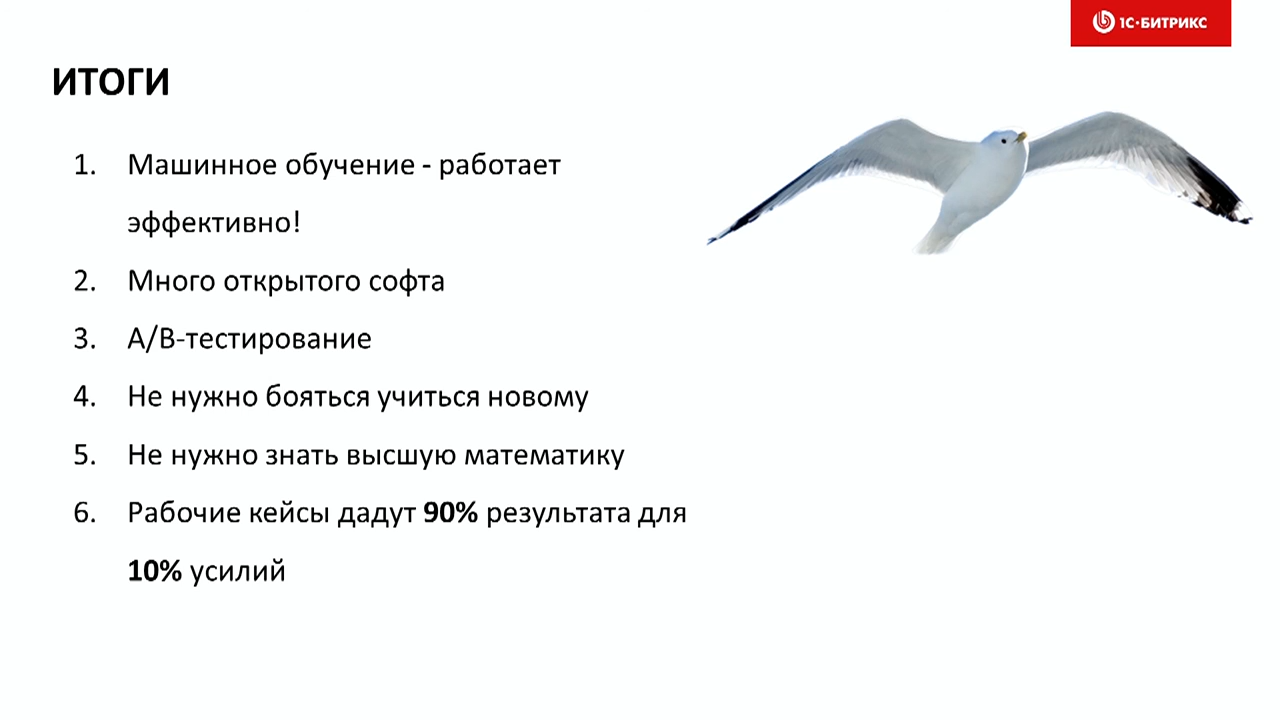 1С-БИТРИКС
ИТОГИ
1. Машинное обучение - работает
эффективно!
2. Много открытого софта
3. A/B-тестирование
4. Не нужно бояться учиться новому
5. Не нужно знать высшую математику
6. Рабочие кейсы дадут 90% результата для
10% усилий